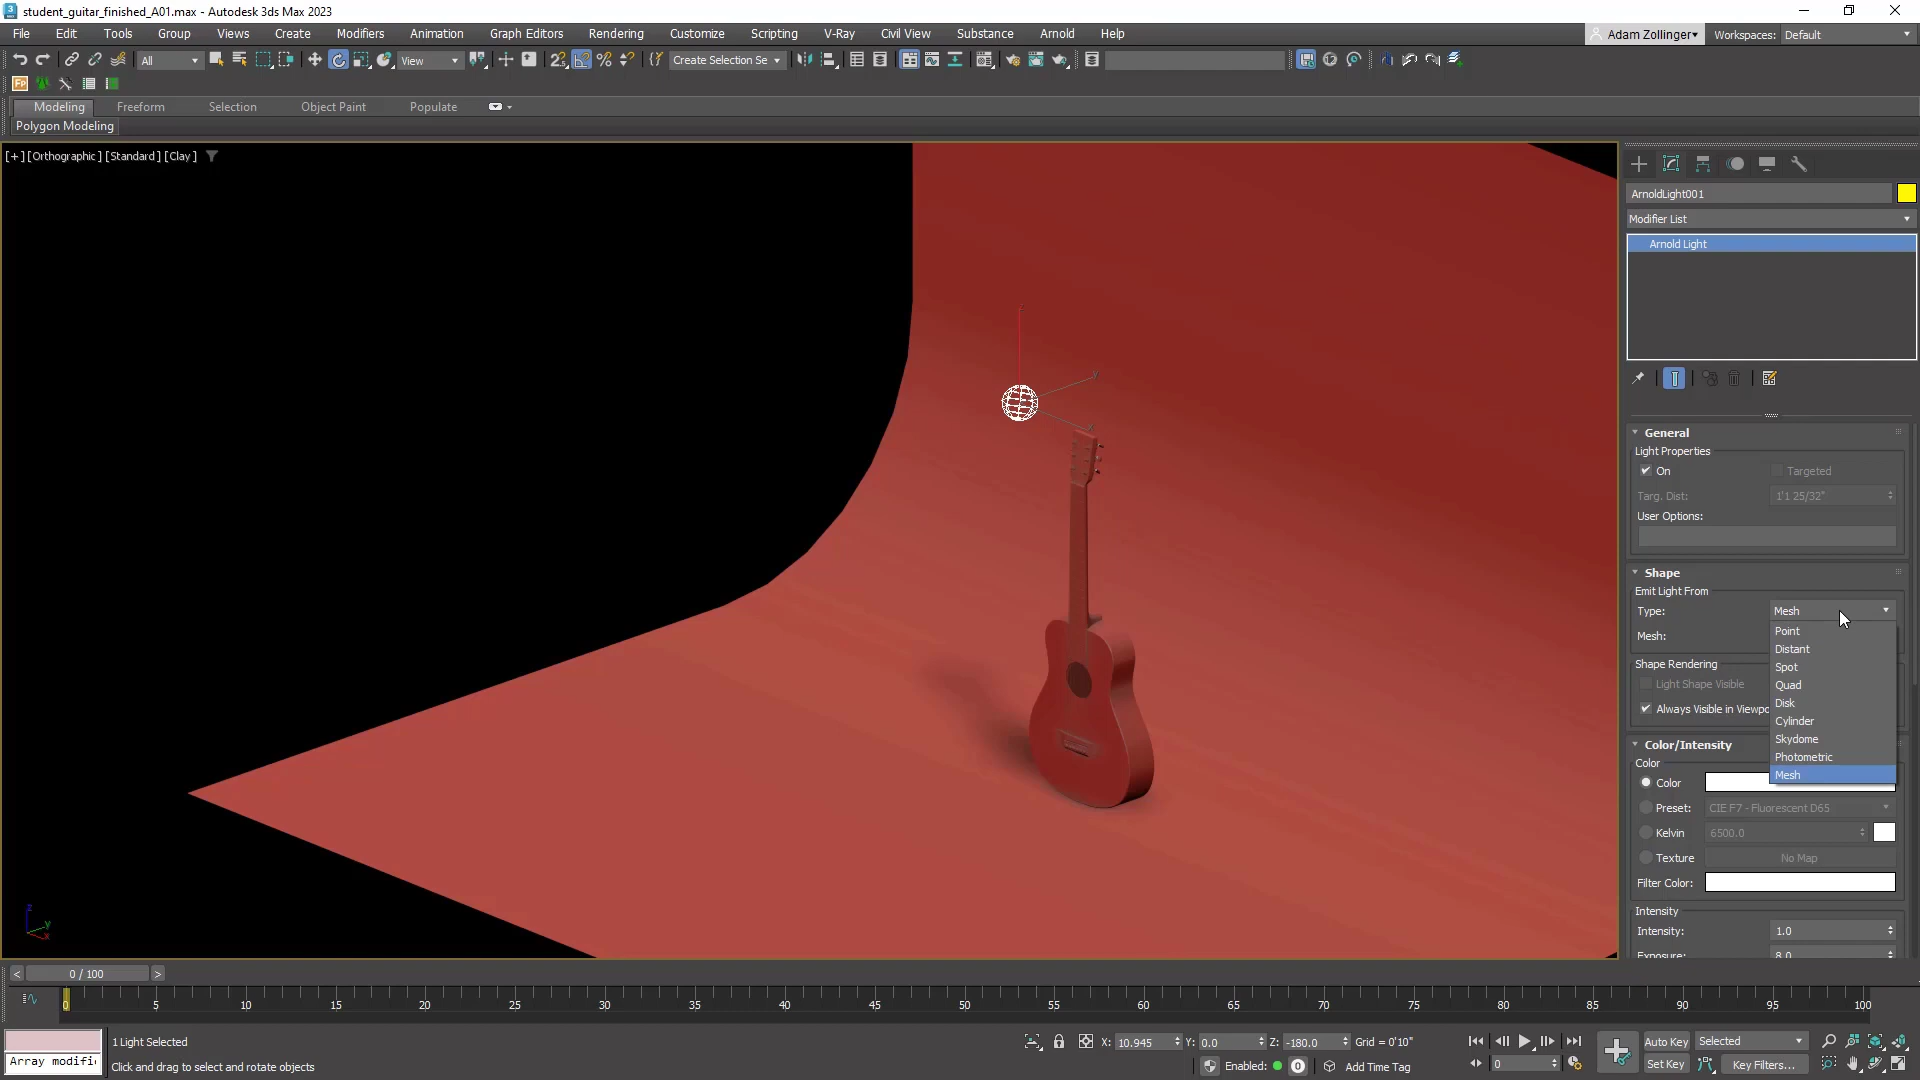 student_guitar_finished_A01.max - Autodesk 3ds Max 2023
File Edit Tools Group Views Create Modifiers Animation Graph Editors Rendering Customize Scripting V-Ray Civil View Substance Arnold Help
Adam Zollinger Workspaces: Default
All View Create Selection Se
Modeling Freeform Selection Object Paint Populate
Polygon Modeling
[+] [Orthographic] [Standard] [Clay]
ArnoldLight001
Modifier List
Arnold Light
General
Light Properties
On Targeted
Targ. Dist: 1'1 25/32"
User Options:
Shape
Emit Light From
Type: Mesh
Point
Mesh:
Distant
Shape Rendering
Spot
Light Shape Visible
Quad
Always Visible in Viewpo
Disk
Cylinder
Color/Intensity
Skydome
Color
Photometric
Mesh
Color
Preset: CIE F7 - Fluorescent D65
Kelvin 6500.0
Texture No Map
Filter Color:
Intensity
Intensity: 1.0
Exposure: 8.0
x
y
z
y
x
< 0 / 100 >
0 5 10 15 20 25 30 35 40 45 50 55 60 65 70 75 80 85 90 95 100
1 Light Selected X: 10.945 Y: 0.0 Z: -180.0 Grid = 0'10" Auto Key Selected
Array modifi Click and drag to select and rotate objects Enabled: 0 Add Time Tag 0 Set Key Key Filters...